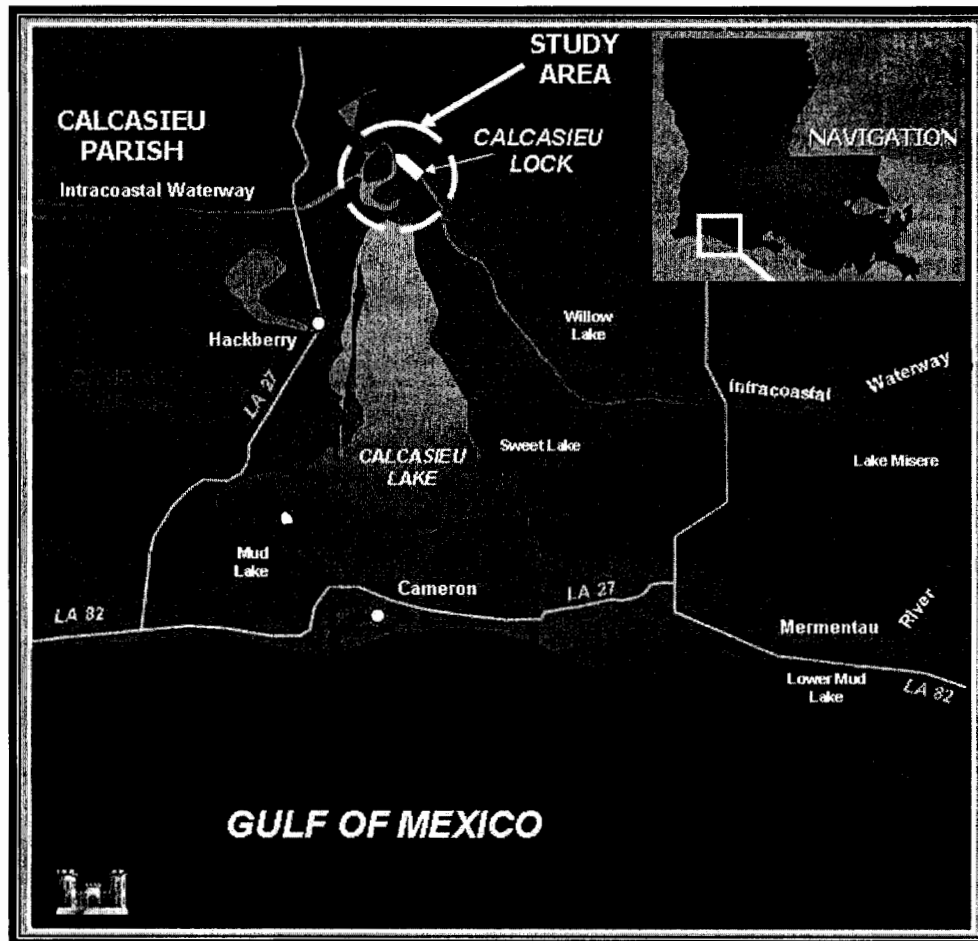 STUDY
AREA
CALCASIEU
PARISH
CALCASIEU
LOCK
NAVIGATION
Intracoastal Waterway
Willow
Lake
Hackberry
LA 27
Intracoastal Waterway
Sweet Lake
CALCASIEU
LAKE
Lake Misere
Mud
Lake
Cameron
LA 27
LA 82
Mermentau River
Lower Mud
Lake
LA 82
GULF OF MEXICO